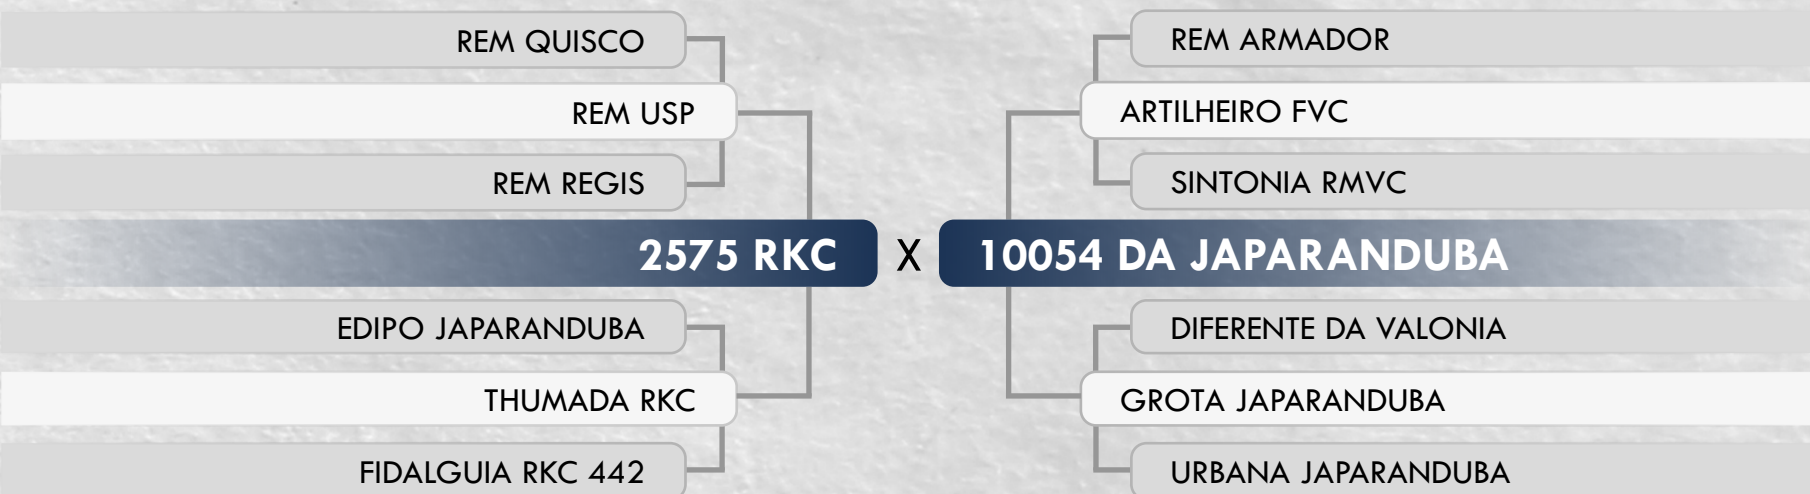 REM QUISCO
REM USP
REM REGIS
2575 RKC
EDIPO JAPARANDUBA
THUMADA RKC
FIDALGUIA RKC 442
X
REM ARMADOR
ARTILHEIRO FVC
SINTONIA RMVC
10054 DA JAPARANDUBA
DIFERENTE DA VALONIA
GROTA JAPARANDUBA
URBANA JAPARANDUBA